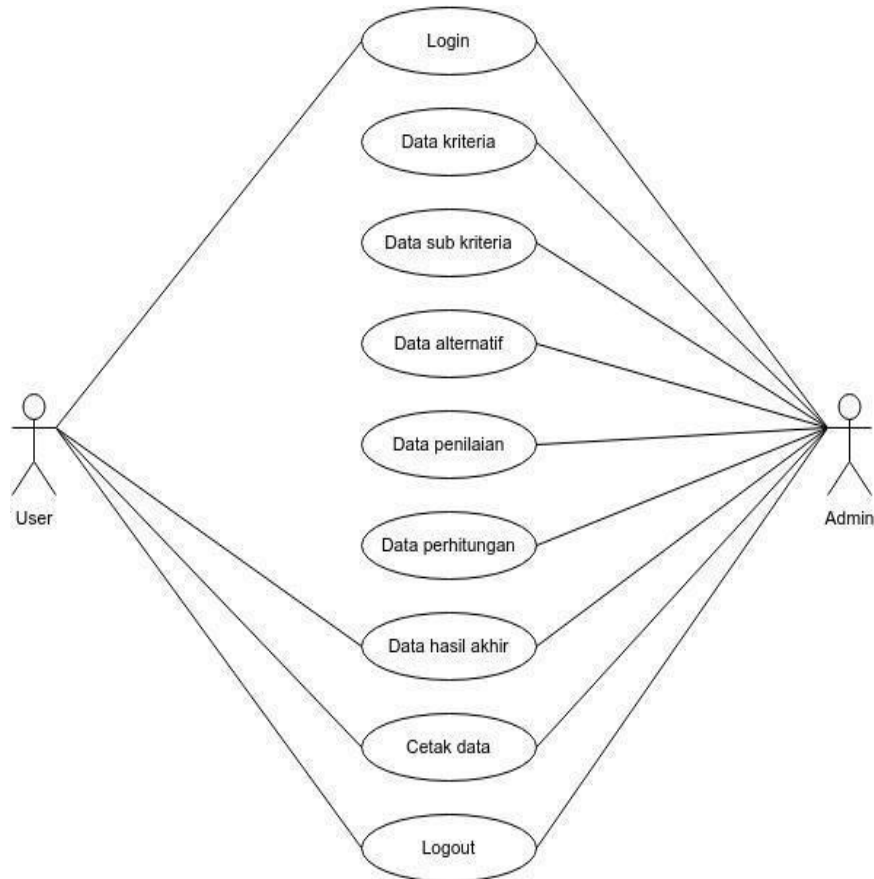 Login
Data kriteria
Data sub kriteria
Data alternatif
Data penilaian
User
Admin
Data perhitungan
Data hasil akhir
Cetak data
Logout